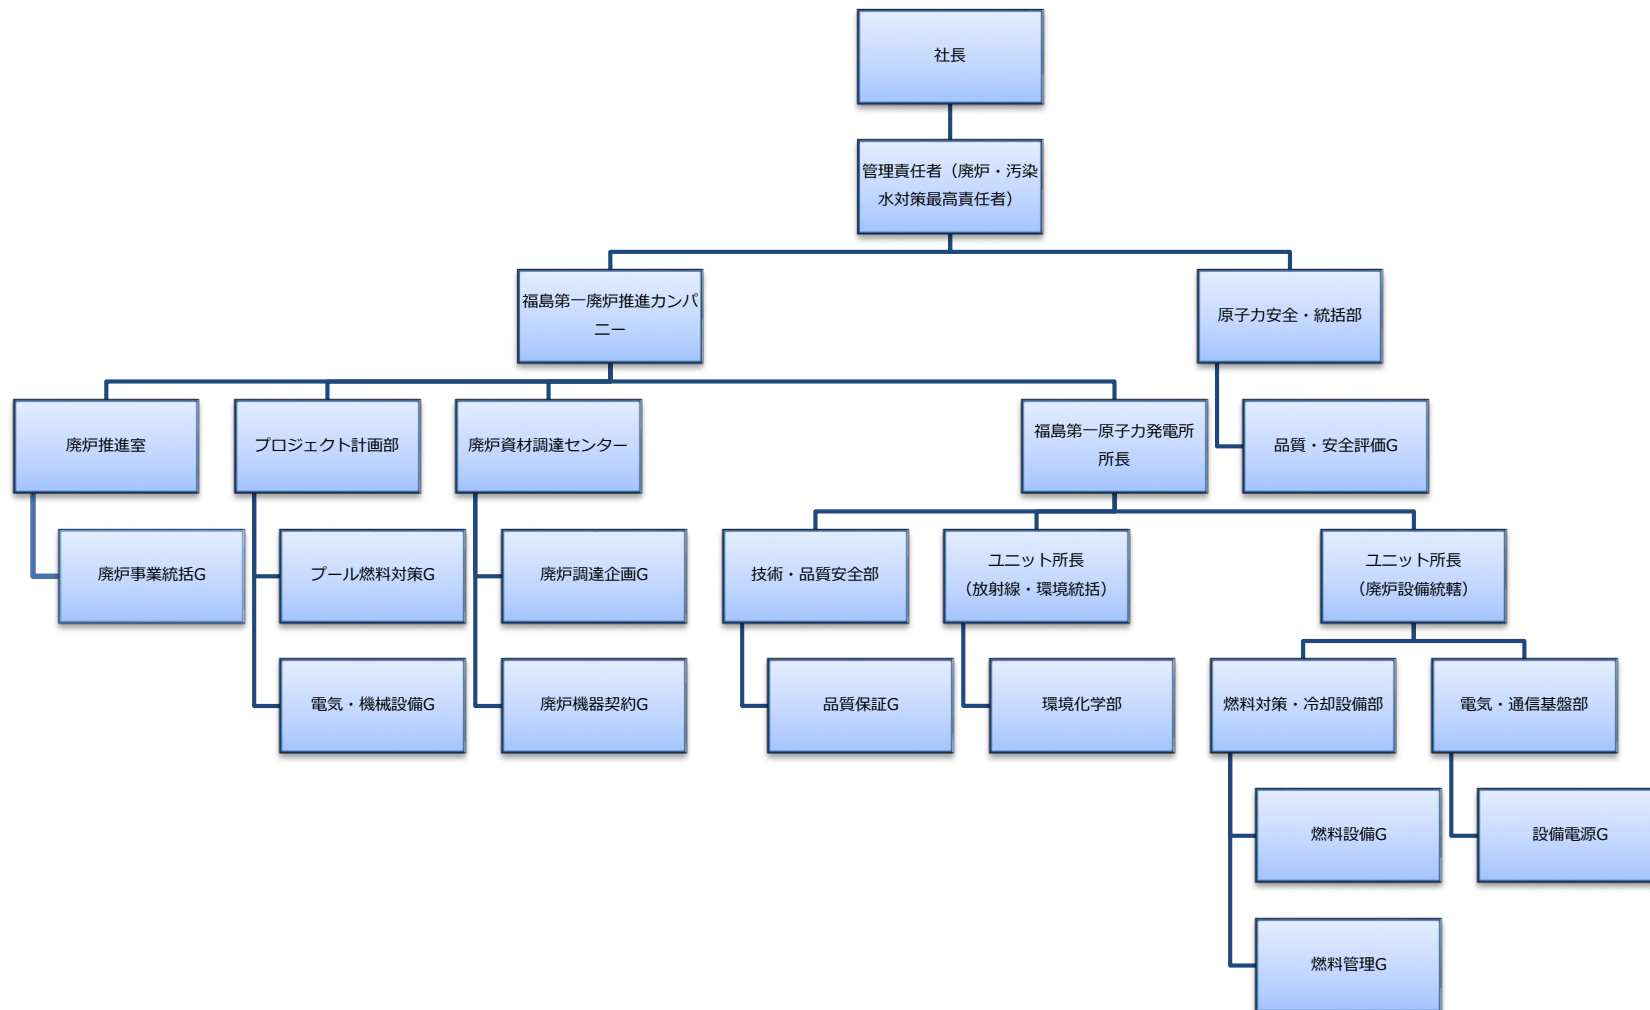 社長
管理責任者（廃炉・汚染
水対策最高責任者）
福島第一廃炉推進カンパ
ニー
原子力安全・統括部
廃炉推進室
プロジェクト計画部
廃炉資材調達センター
福島第一原子力発電所
所長
品質・安全評価G
廃炉事業統括G
プール燃料対策G
廃炉調達企画G
技術・品質安全部
ユニット所長
（放射線・環境統括）
ユニット所長
（廃炉設備統轄）
電気・機械設備G
廃炉機器契約G
品質保証G
環境化学部
燃料対策・冷却設備部
電気・通信基盤部
燃料設備G
設備電源G
燃料管理G